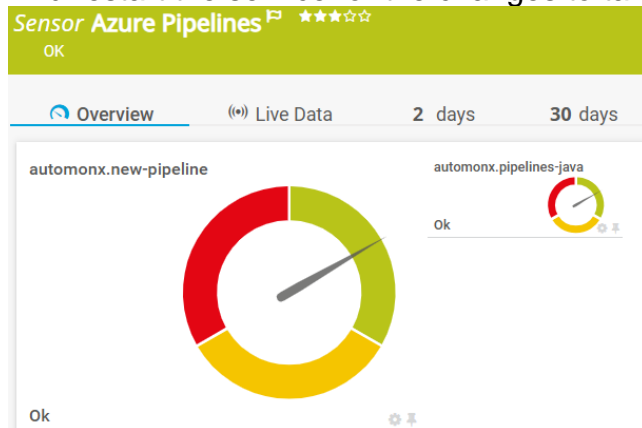 Sensor Azure Pipelines
OK
Overview
Live Data
2 days
30 days
automonx.new-pipeline
automonx.pipelines-java
Ok
Ok